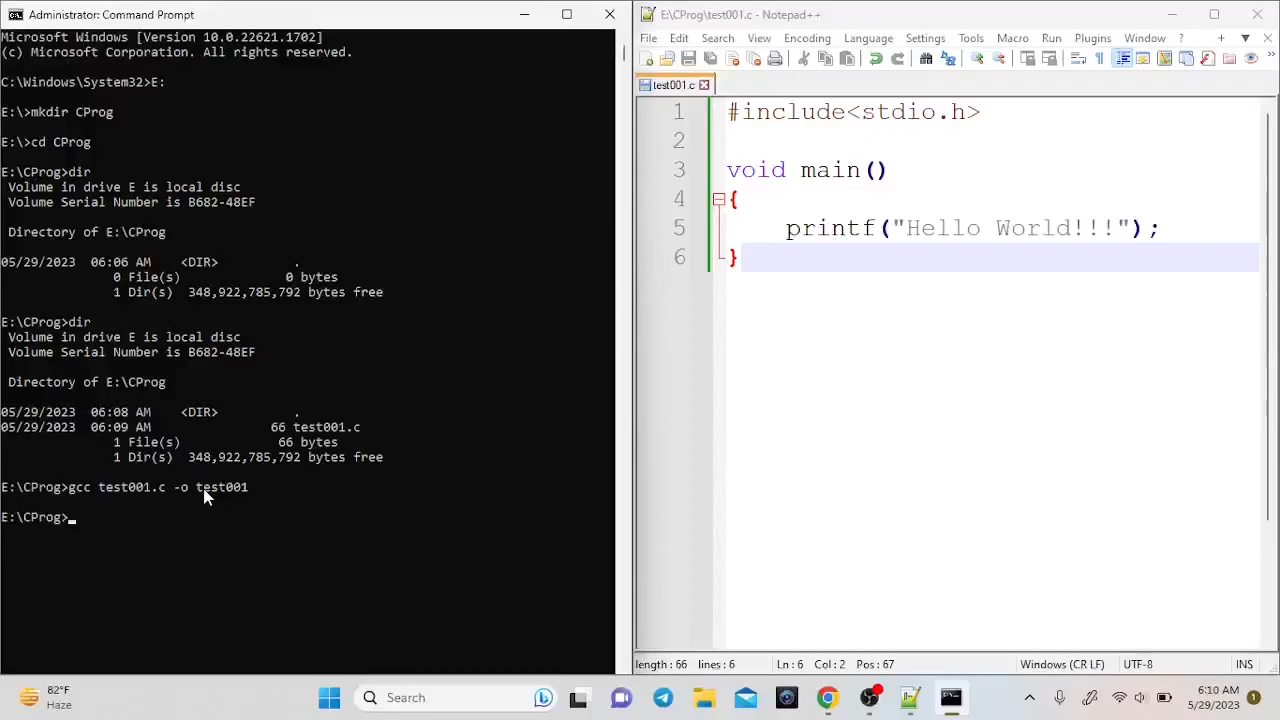 Administrator: Command Prompt
Microsoft Windows [Version 10.0.22621.1702]
(c) Microsoft Corporation. All rights reserved.
C:\Windows\System32>E:
E:\>mkdir CProg
E:\>cd CProg
E:\CProg>dir
Volume in drive E is local disc
Volume Serial Number is B682-48EF
Directory of E:\CProg
05/29/2023 06:06 AM <DIR> .
0 File(s) 0 bytes
1 Dir(s) 348,922,785,792 bytes free
E:\CProg>dir
Volume in drive E is local disc
Volume Serial Number is B682-48EF
Directory of E:\CProg
05/29/2023 06:08 AM <DIR> .
05/29/2023 06:09 AM 66 test001.c
1 File(s) 66 bytes
1 Dir(s) 348,922,785,792 bytes free
E:\CProg>gcc test001.c -o test001
E:\CProg>
E:\CProg\test001.c - Notepad++
File Edit Search View Encoding Language Settings Tools Macro Run Plugins Window ?
test001.c
1 #include<stdio.h>
2
3 void main()
4 {
5 printf("Hello World!!!");
6 }
length : 66 lines : 6 Ln : 6 Col : 2 Pos : 67 Windows (CR LF) UTF-8 INS
82°F
Haze
Search
6:10 AM
5/29/2023
1